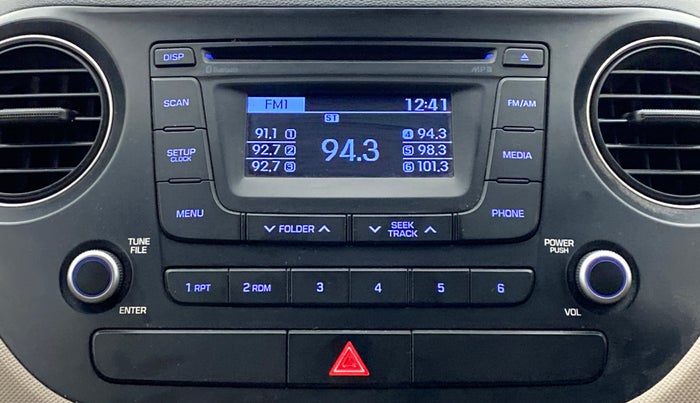 DISP
Bluetooth
MP3
SCAN
FM1
12:41
FM/AM
ST
91.1 1
4 94.3
92.7 2
94.3
5 98.3
92.7 3
6 101.3
SETUP
CLOCK
MEDIA
MENU
FOLDER
SEEK
TRACK
PHONE
TUNE
FILE
POWER
PUSH
1 RPT
2 RDM
3
4
5
6
ENTER
VOL